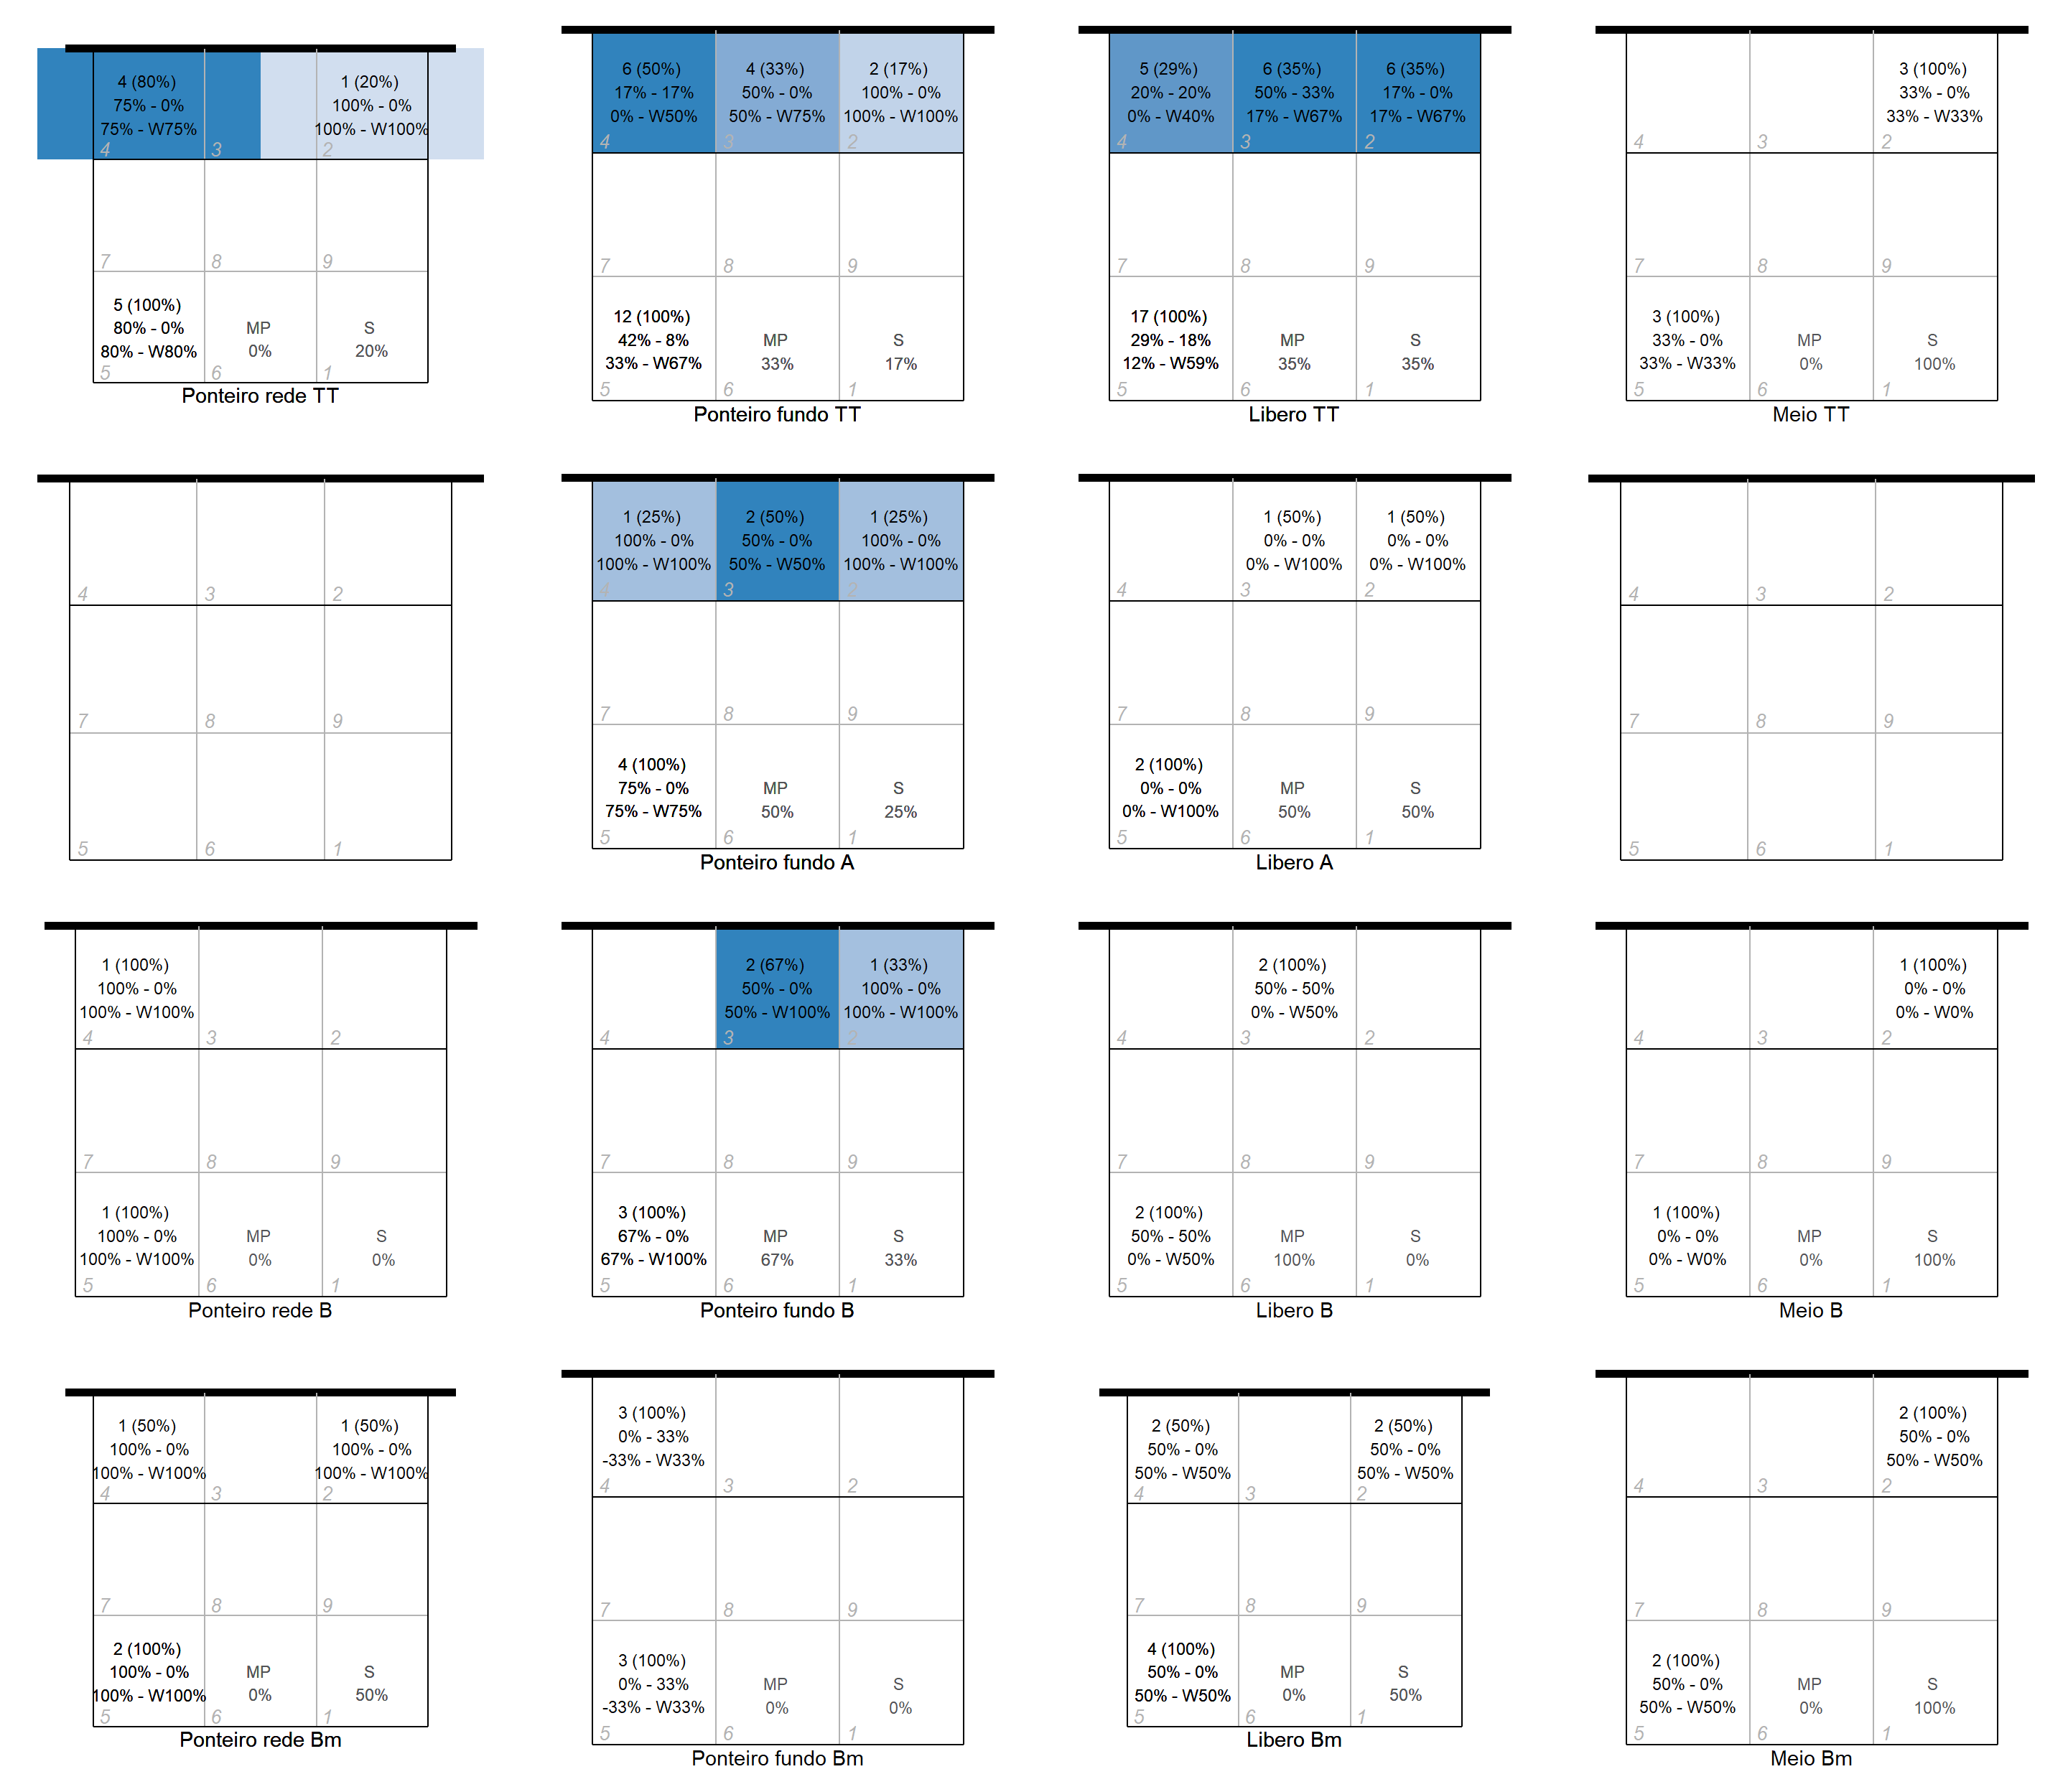 4 (80%)
75% - 0%
75% - W75%
1 (20%)
100% - 0%
100% - W100%
4 3 2
7 8 9
5 (100%)
80% - 0%
80% - W80%
MP
0%
S
20%
5 6 1
Ponteiro rede TT
6 (50%)
17% - 17%
0% - W50%
4 (33%)
50% - 0%
50% - W75%
2 (17%)
100% - 0%
100% - W100%
4 3 2
7 8 9
12 (100%)
42% - 8%
33% - W67%
MP
33%
S
17%
5 6 1
Ponteiro fundo TT
5 (29%)
20% - 20%
0% - W40%
6 (35%)
50% - 33%
17% - W67%
6 (35%)
17% - 0%
17% - W67%
4 3 2
7 8 9
17 (100%)
29% - 18%
12% - W59%
MP
35%
S
35%
5 6 1
Libero TT
3 (100%)
33% - 0%
33% - W33%
4 3 2
7 8 9
3 (100%)
33% - 0%
33% - W33%
MP
0%
S
100%
5 6 1
Meio TT
4 3 2
7 8 9
5 6 1
1 (25%)
100% - 0%
100% - W100%
2 (50%)
50% - 0%
50% - W50%
1 (25%)
100% - 0%
100% - W100%
4 3 2
7 8 9
4 (100%)
75% - 0%
75% - W75%
MP
50%
S
25%
5 6 1
Ponteiro fundo A
1 (50%)
0% - 0%
0% - W100%
1 (50%)
0% - 0%
0% - W100%
4 3 2
7 8 9
2 (100%)
0% - 0%
0% - W100%
MP
50%
S
50%
5 6 1
Libero A
4 3 2
7 8 9
5 6 1
1 (100%)
100% - 0%
100% - W100%
4 3 2
7 8 9
1 (100%)
100% - 0%
100% - W100%
MP
0%
S
0%
5 6 1
Ponteiro rede B
2 (67%)
50% - 0%
50% - W100%
1 (33%)
100% - 0%
100% - W100%
4 3 2
7 8 9
3 (100%)
67% - 0%
67% - W100%
MP
67%
S
33%
5 6 1
Ponteiro fundo B
2 (100%)
50% - 50%
0% - W50%
4 3 2
7 8 9
2 (100%)
50% - 50%
0% - W50%
MP
100%
S
0%
5 6 1
Libero B
1 (100%)
0% - 0%
0% - W0%
4 3 2
7 8 9
1 (100%)
0% - 0%
0% - W0%
MP
0%
S
100%
5 6 1
Meio B
1 (50%)
100% - 0%
100% - W100%
1 (50%)
100% - 0%
100% - W100%
4 3 2
7 8 9
2 (100%)
100% - 0%
100% - W100%
MP
0%
S
50%
5 6 1
Ponteiro rede Bm
3 (100%)
0% - 33%
-33% - W33%
4 3 2
7 8 9
3 (100%)
0% - 33%
-33% - W33%
MP
0%
S
0%
5 6 1
Ponteiro fundo Bm
2 (50%)
50% - 0%
50% - W50%
2 (50%)
50% - 0%
50% - W50%
4 3 2
7 8 9
4 (100%)
50% - 0%
50% - W50%
MP
0%
S
50%
5 6 1
Libero Bm
2 (100%)
50% - 0%
50% - W50%
4 3 2
7 8 9
2 (100%)
50% - 0%
50% - W50%
MP
0%
S
100%
5 6 1
Meio Bm